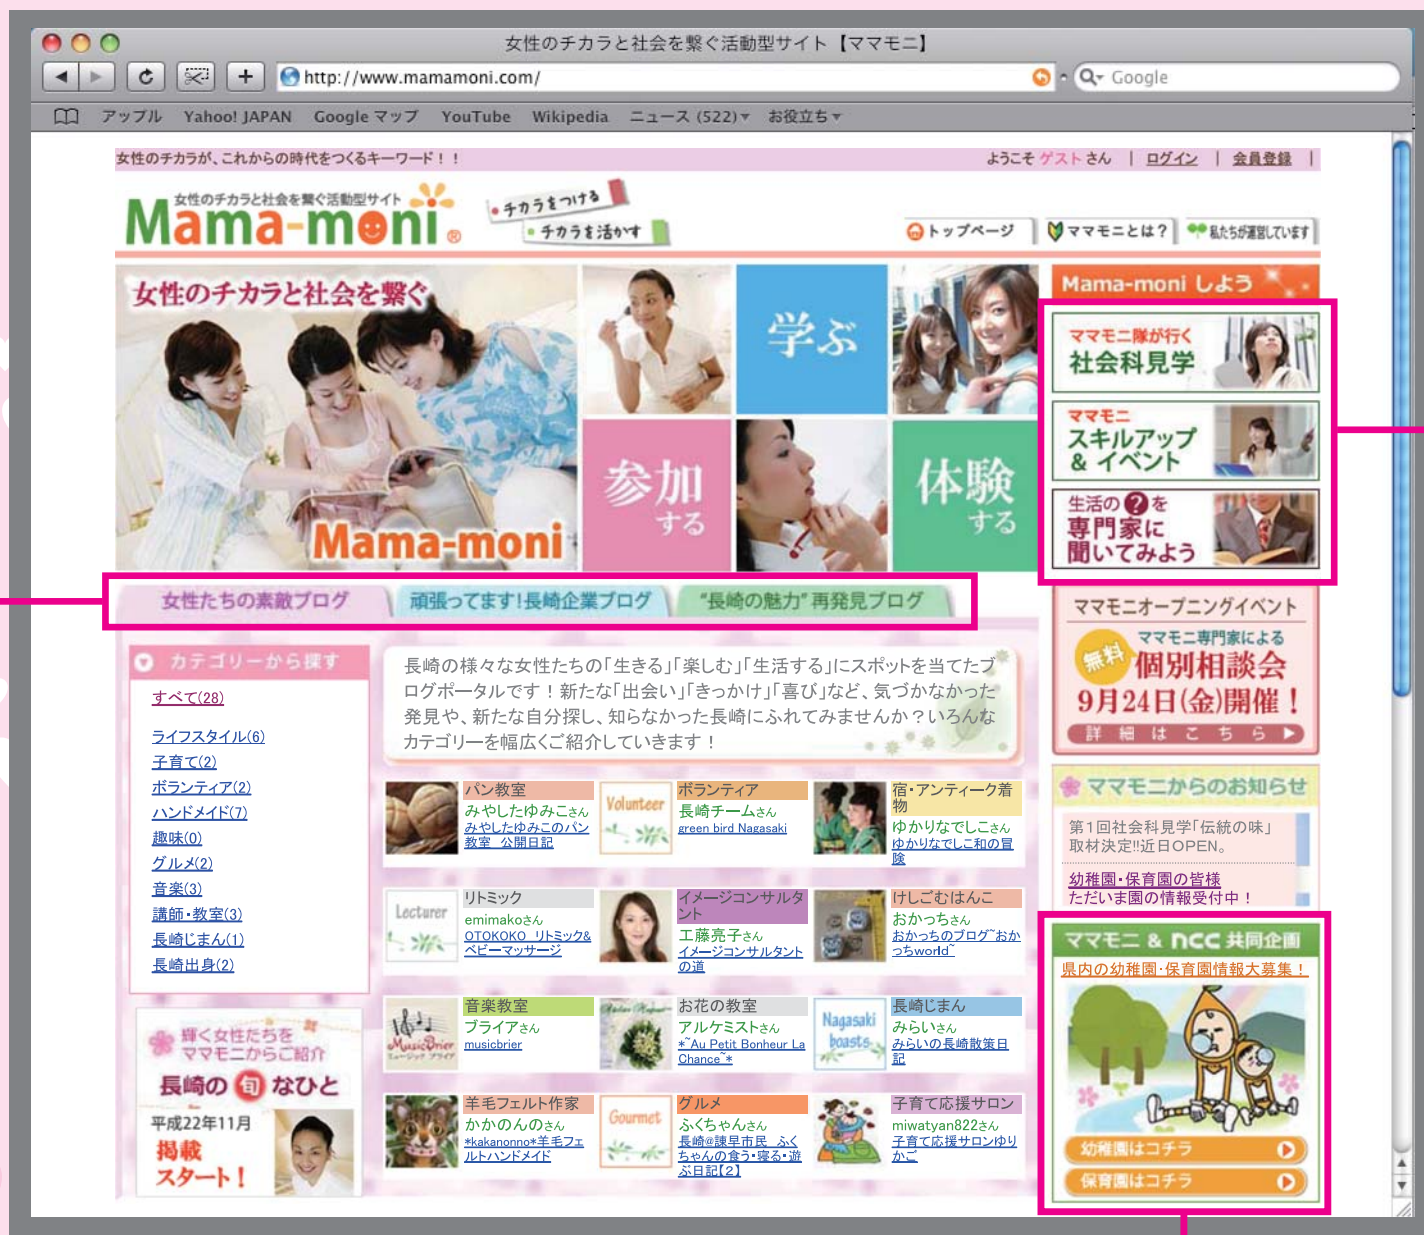 女性のチカラと社会を繋ぐ活動型サイト【ママモニ】
http://www.mamamoni.com/
Google
アップル Yahoo! JAPAN Google マップ YouTube Wikipedia ニュース (522)▾ お役立ち▾
女性のチカラが、これからの時代をつくるキーワード!!
ようこそ ゲスト さん | ログイン | 会員登録 |
女性のチカラと社会を繋ぐ活動型サイト
Mama-moni®
チカラをつける
チカラを活かす
トップページ
ママモニとは?
私たちが運営しています
女性のチカラと社会を繋ぐ
Mama-moni
学ぶ
参加
する
体験
する
Mama-moni しよう
ママモニ隊が行く
社会科見学
ママモニ
スキルアップ
& イベント
生活の?を
専門家に
聞いてみよう
女性たちの素敵ブログ
頑張ってます!長崎企業ブログ
“長崎の魅力”再発見ブログ
カテゴリーから探す
すべて(28)
ライフスタイル(6)
子育て(2)
ボランティア(2)
ハンドメイド(7)
趣味(0)
グルメ(2)
音楽(3)
講師・教室(3)
長崎じまん(1)
長崎出身(2)
輝く女性たちを
ママモニからご紹介
長崎の旬なひと
平成22年11月
掲載
スタート!
長崎の様々な女性たちの「生きる」「楽しむ」「生活する」にスポットを当てたブ
ログポータルです!新たな「出会い」「きっかけ」「喜び」など、気づかなかった
発見や、新たな自分探し、知らなかった長崎にふれてみませんか?いろんな
カテゴリーを幅広くご紹介していきます!
パン教室
みやしたゆみこさん
みやしたゆみこのパン
教室 公開日記
Volunteer
ボランティア
長崎チームさん
green bird Nagasaki
宿・アンティーク着
物
ゆかりなでしこさん
ゆかりなでしこ和の冒
険
Lecturer
リトミック
emimakoさん
OTOKOKO リトミック&
ベビーマッサージ
イメージコンサルタ
ント
工藤亮子さん
イメージコンサルタント
の道
けしごむはんこ
おかっちさん
おかっちのブログ~おか
っちworld~
MusicBrier
ミュージック ブライア
音楽教室
ブライアさん
musicbrier
お花の教室
アルケミストさん
*~Au Petit Bonheur La
Chance~*
Nagasaki
boasts
長崎じまん
みらいさん
みらいの長崎散策日
記
羊毛フェルト作家
かかのんのさん
*kakanonno*羊毛フェ
ルトハンドメイド
Gourmet
グルメ
ふくちゃんさん
長崎@諫早市民 ふく
ちゃんの食う・寝る・遊
ぶ日記【2】
子育て応援サロン
miwatyan822さん
子育て応援サロンゆり
かご
ママモニオープニングイベント
無料
ママモニ専門家による
個別相談会
9月24日(金)開催!
詳細はこちら▶
ママモニからのお知らせ
第1回社会科見学「伝統の味」
取材決定!!近日OPEN。
幼稚園・保育園の皆様
ただいま園の情報受付中!
ママモニ & ncc 共同企画
県内の幼稚園・保育園情報大募集!
幼稚園はコチラ
保育園はコチラ